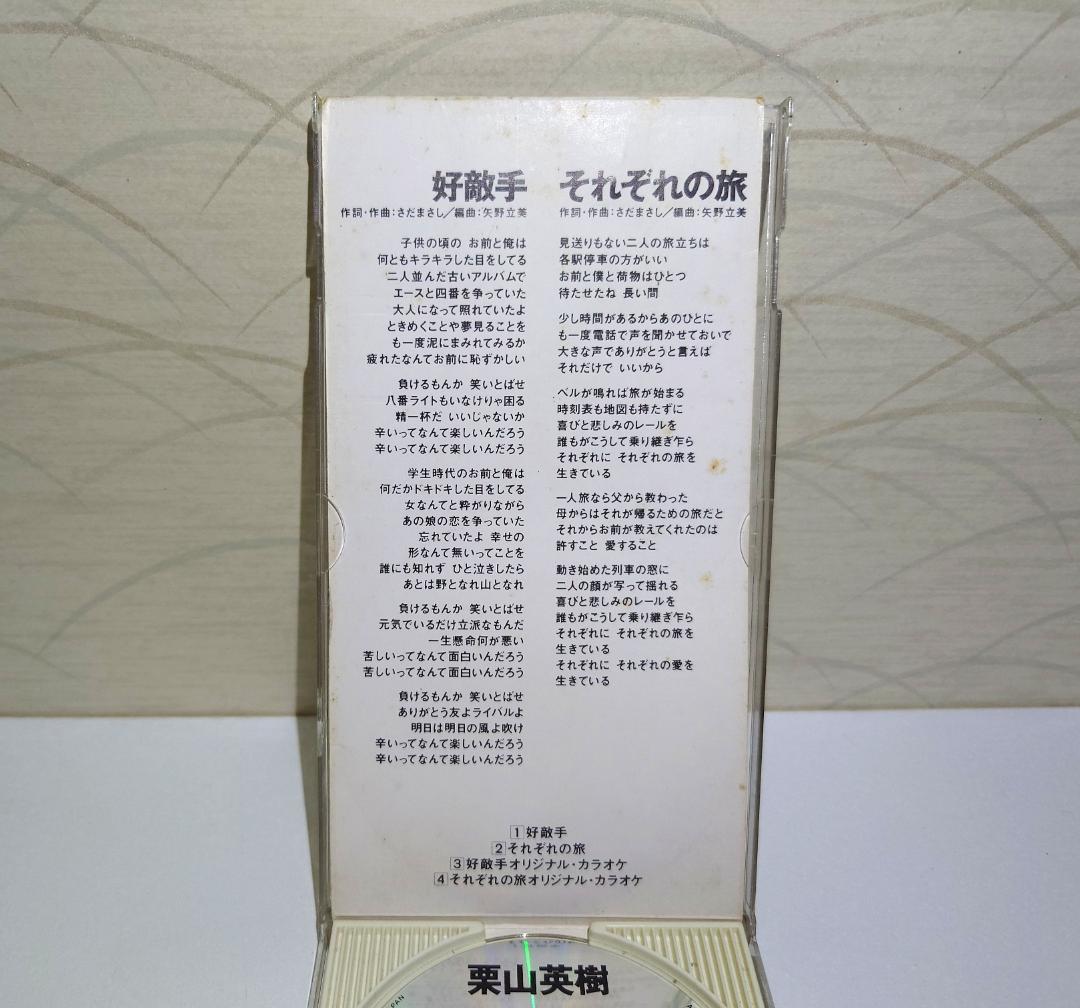 好敵手
作詞・作曲:さだまさし/編曲:矢野立美
子供の頃の お前と俺は
何ともキラキラした目をしてる
二人並んだ古いアルバムで
エースと四番を争っていた
大人になって照れていたよ
ときめくことや夢見ることを
も一度泥にまみれてみるか
疲れたなんてお前に恥ずかしい
負けるもんか 笑いとばせ
八番ライトもいなけりゃ困る
精一杯だ いいじゃないか
辛いってなんて楽しいんだろう
辛いってなんて楽しいんだろう
学生時代のお前と俺は
何だかドキドキした目をしてる
女なんてと粋がりながら
あの娘の恋を争っていた
忘れていたよ 幸せの
形なんて無いってことを
誰にも知れず ひと泣きしたら
あとは野となれ山となれ
負けるもんか 笑いとばせ
元気でいるだけ立派なもんだ
一生懸命何が悪い
苦しいってなんて面白いんだろう
苦しいってなんて面白いんだろう
負けるもんか 笑いとばせ
ありがとう友よライバルよ
明日は明日の風よ吹け
辛いってなんて楽しいんだろう
辛いってなんて楽しいんだろう
それぞれの旅
作詞・作曲:さだまさし/編曲:矢野立美
見送りもない二人の旅立ちは
各駅停車の方がいい
お前と僕と荷物はひとつ
待たせたね 長い間
少し時間があるからあのひとに
も一度電話で声を聞かせておいで
大きな声でありがとうと言えば
それだけで いいから
ベルが鳴れば旅が始まる
時刻表も地図も持たずに
喜びと悲しみのレールを
誰もがこうして乗り継ぎ乍ら
それぞれに それぞれの旅を
生きている
一人旅なら父から教わった
母からはそれが帰るための旅だと
それからお前が教えてくれたのは
許すこと 愛すること
動き始めた列車の窓に
二人の顔が写って揺れる
喜びと悲しみのレールを
誰もがこうして乗り継ぎ乍ら
それぞれに それぞれの旅を
生きている
それぞれに それぞれの愛を
生きている
1好敵手
2それぞれの旅
3好敵手オリジナル・カラオケ
4それぞれの旅オリジナル・カラオケ
栗山英樹